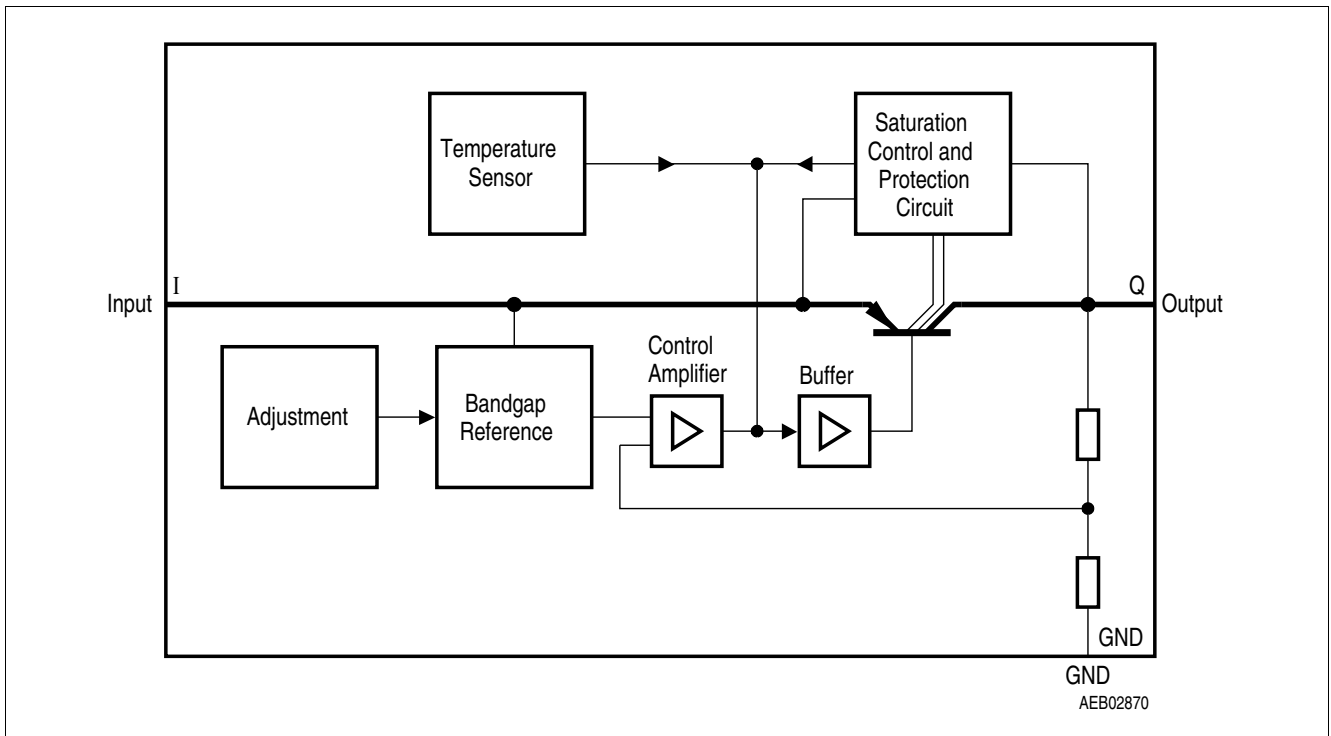 Temperature
Sensor
Saturation
Control and
Protection
Circuit
Input
I
Q
Output
Adjustment
Bandgap
Reference
Control
Amplifier
Buffer
GND
GND
AEB02870